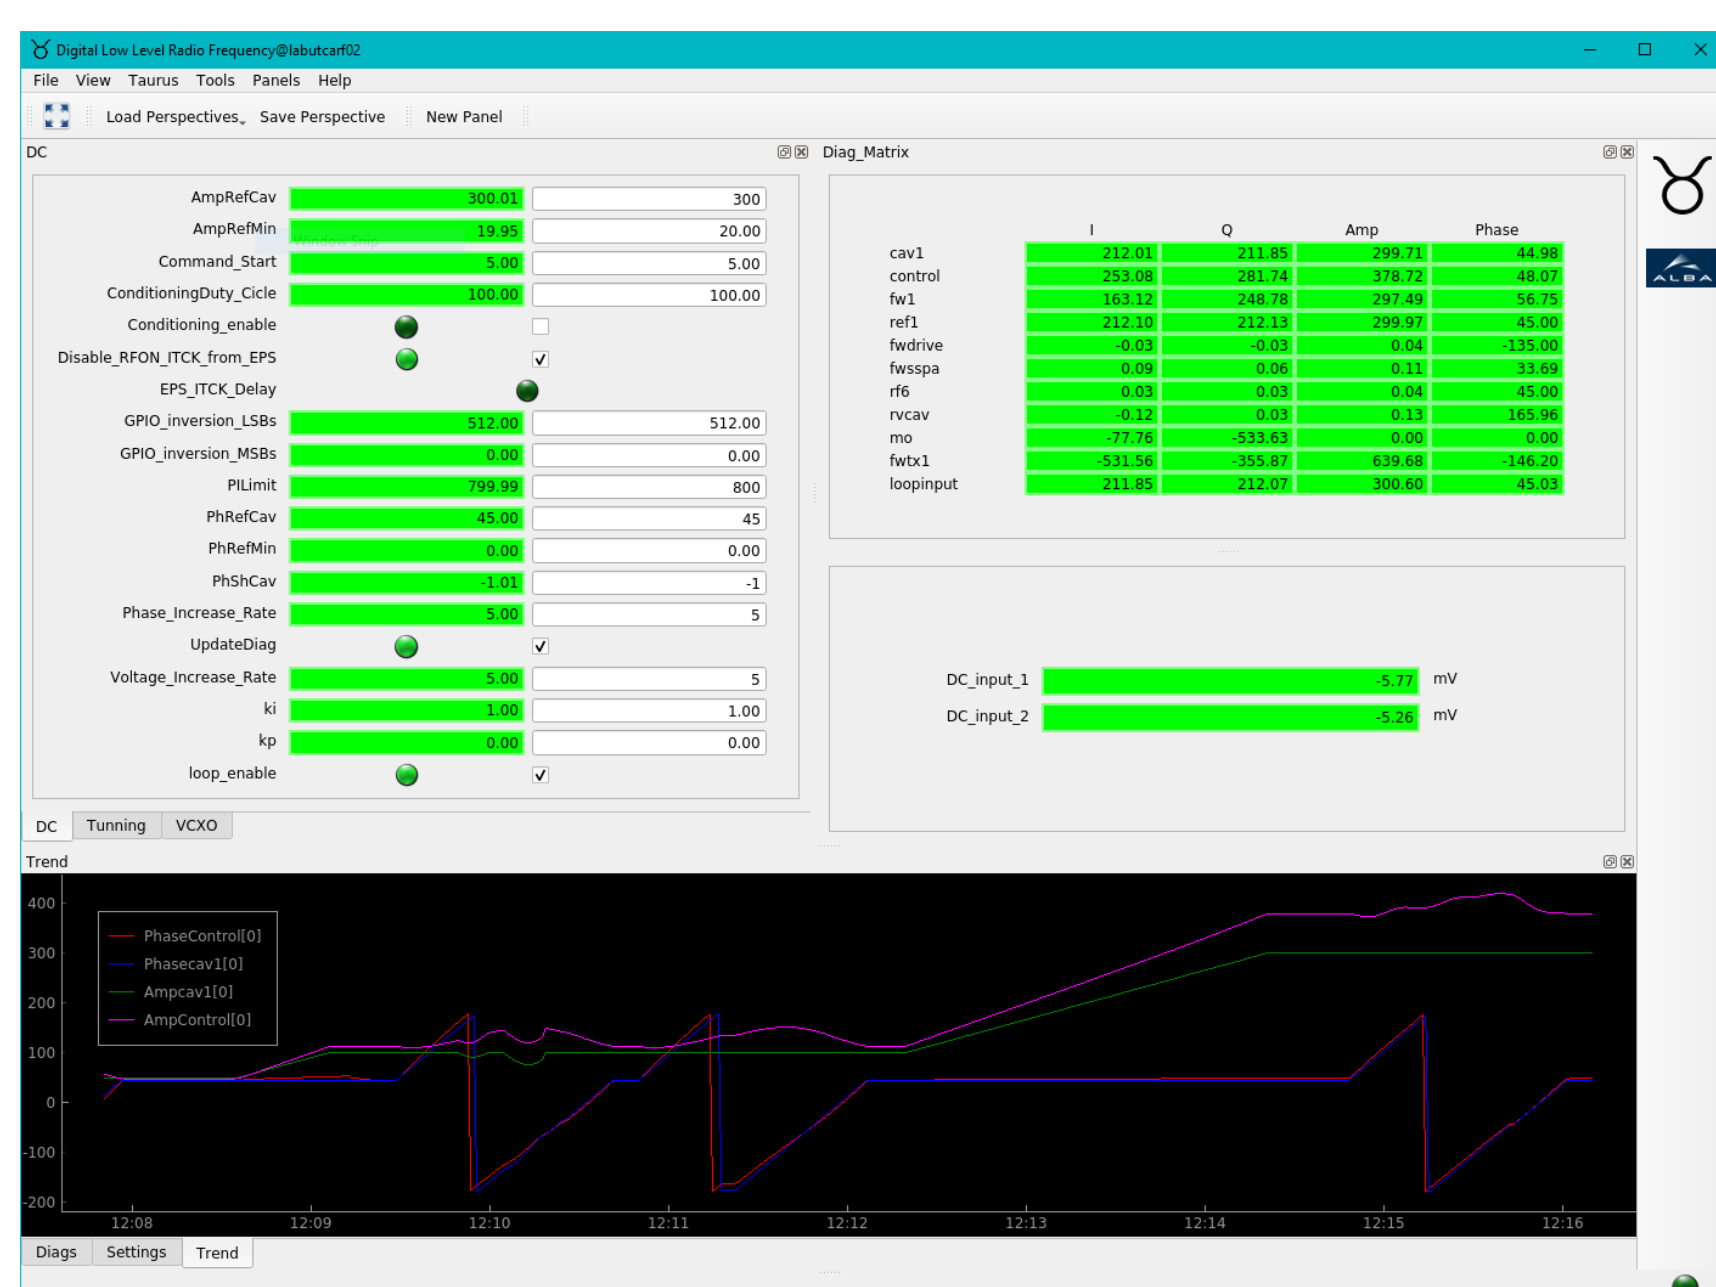 Digital Low Level Radio Frequency@labutcarf02
File View Taurus Tools Panels Help
Load Perspectives Save Perspective New Panel
DC
AmpRefCav 300.01 300
AmpRefMin 19.95 20.00
Window Snip
Command_Start 5.00 5.00
ConditioningDuty_Cicle 100.00 100.00
Conditioning_enable
Disable_RFON_ITCK_from_EPS
EPS_ITCK_Delay
GPIO_inversion_LSBs 512.00 512.00
GPIO_inversion_MSBs 0.00 0.00
PILimit 799.99 800
PhRefCav 45.00 45
PhRefMin 0.00 0.00
PhShCav -1.01 -1
Phase_Increase_Rate 5.00 5
UpdateDiag
Voltage_Increase_Rate 5.00 5
ki 1.00 1.00
kp 0.00 0.00
loop_enable
DC Tunning VCXO
Diag_Matrix
I Q Amp Phase
cav1 212.01 211.85 299.71 44.98
control 253.08 281.74 378.72 48.07
fw1 163.12 248.78 297.49 56.75
ref1 212.10 212.13 299.97 45.00
fwdrive -0.03 -0.03 0.04 -135.00
fwsspa 0.09 0.06 0.11 33.69
rf6 0.03 0.03 0.04 45.00
rvcav -0.12 0.03 0.13 165.96
mo -77.76 -533.63 0.00 0.00
fwtx1 -531.56 -355.87 639.68 -146.20
loopinput 211.85 212.07 300.60 45.03
DC_input_1 -5.77 mV
DC_input_2 -5.26 mV
ALBA
Trend
400
300
200
100
0
-100
-200
PhaseControl[0]
Phasecav1[0]
Ampcav1[0]
AmpControl[0]
12:08 12:09 12:10 12:11 12:12 12:13 12:14 12:15 12:16
Diags Settings Trend